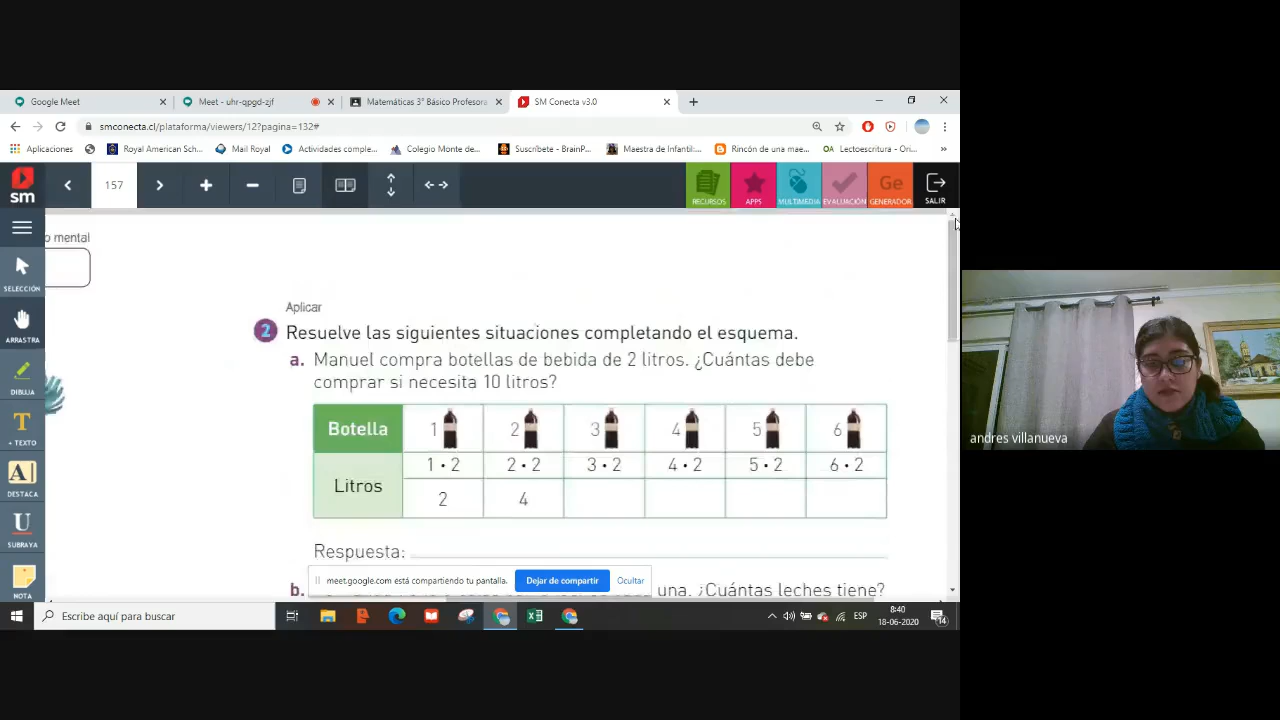 Google Meet
Meet - uhr-qpgd-zjf
Matemáticas 3° Básico Profesora
SM Conecta v3.0
smconecta.cl/plataforma/viewers/12?pagina=132#
Aplicaciones
Royal American Sch...
Mail Royal
Actividades comple...
Colegio Monte de...
Suscríbete - BrainP...
Maestra de Infantil:...
Rincón de una mae...
OA
Lectoescritura - Ori...
sm
157
RECURSOS
APPS
MULTIMEDIA
EVALUACIÓN
Ge
GENERADOR
SALIR
SELECCIÓN
ARRASTRA
DIBUJA
T
+ TEXTO
A
DESTACA
U
SUBRAYA
NOTA
o mental
Aplicar
2 Resuelve las siguientes situaciones completando el esquema.
a. Manuel compra botellas de bebida de 2 litros. ¿Cuántas debe
comprar si necesita 10 litros?
Botella 1 2 3 4 5 6
Litros 1 • 2 2 • 2 3 • 2 4 • 2 5 • 2 6 • 2
2 4
Respuesta:
meet.google.com está compartiendo tu pantalla.
Dejar de compartir
Ocultar
b.
una. ¿Cuántas leches tiene?
Escribe aquí para buscar
ESP
8:40
18-06-2020
14
andres villanueva